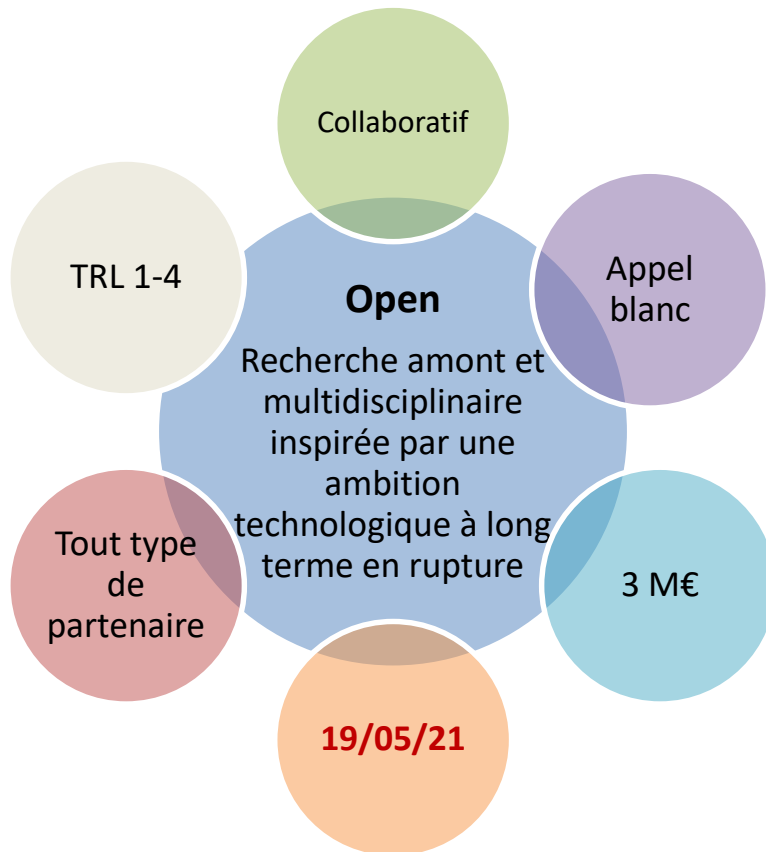 Collaboratif
TRL 1-4
Appel
blanc
Open
Recherche amont et
multidisciplinaire
inspirée par une
ambition
technologique à long
terme en rupture
Tout type
de
partenaire
3 M€
19/05/21